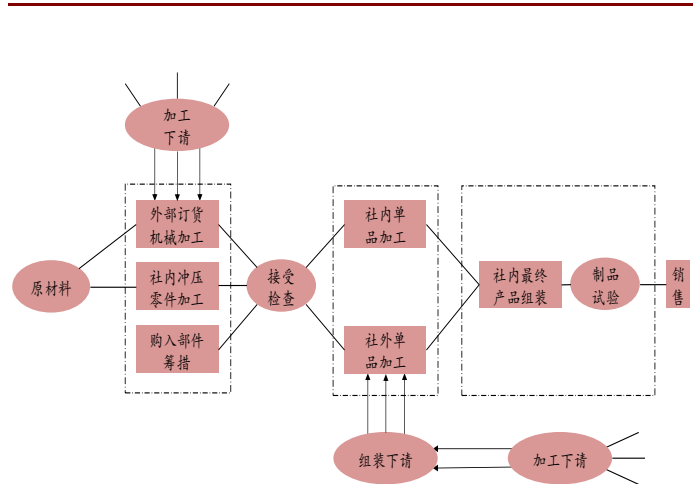 加工
下请
外部订货
机械加工
社内单
品加工
原材料
社内冲压
零件加工
接受
检查
社内最终
产品组装
制品
试验
销
售
购入部件
筹措
社外单
品加工
组装下请
加工下请